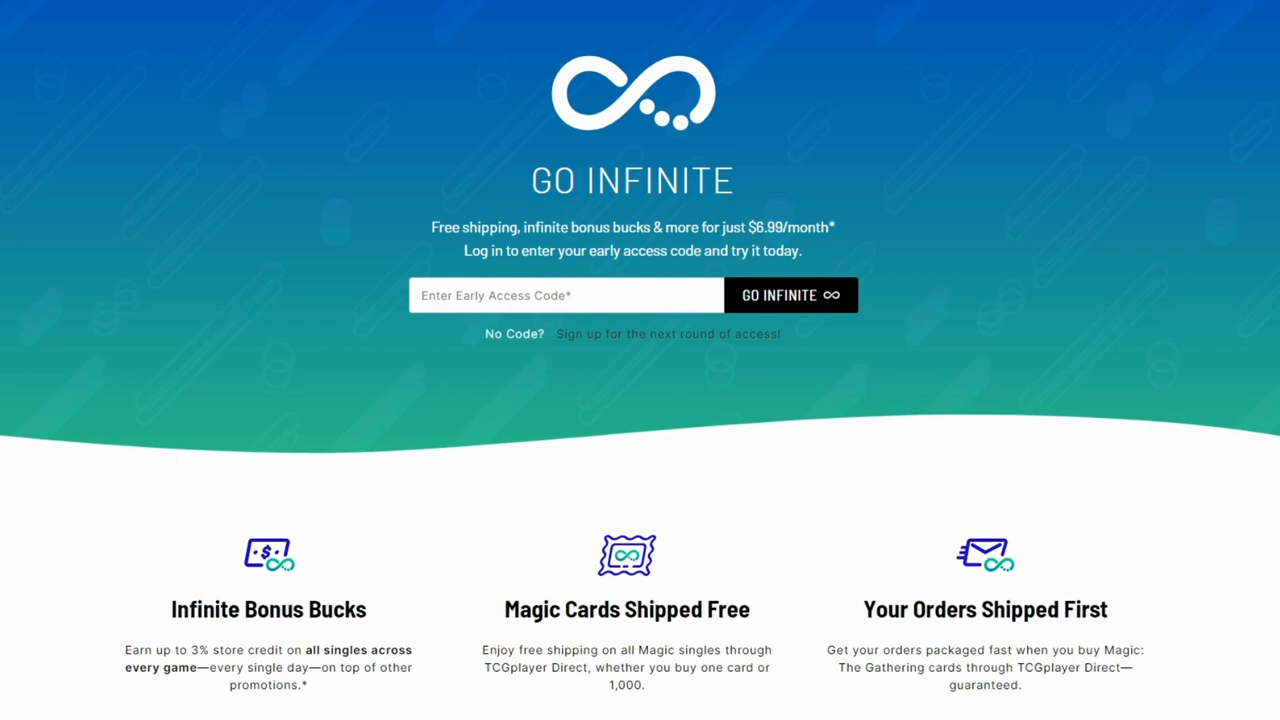 GO INFINITE
Free shipping, infinite bonus bucks & more for just $6.99/month*
Log in to enter your early access code and try it today.
Enter Early Access Code*
GO INFINITE
No Code? Sign up for the next round of access!
Infinite Bonus Bucks
Earn up to 3% store credit on all singles across
every game—every single day—on top of other
promotions.*
Magic Cards Shipped Free
Enjoy free shipping on all Magic singles through
TCGplayer Direct, whether you buy one card or
1,000.
Your Orders Shipped First
Get your orders packaged fast when you buy Magic:
The Gathering cards through TCGplayer Direct—
guaranteed.